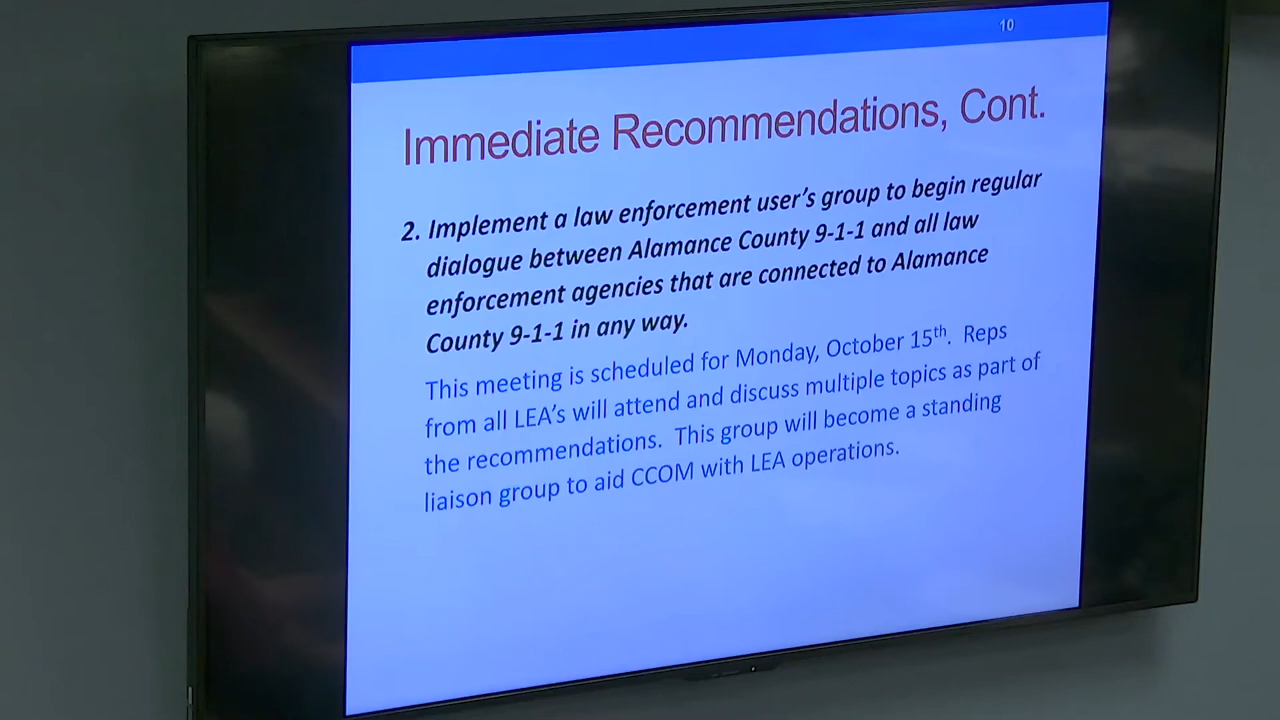 10
Immediate Recommendations, Cont.
2. Implement a law enforcement user's group to begin regular
dialogue between Alamance County 9-1-1 and all law
enforcement agencies that are connected to Alamance
County 9-1-1 in any way.
This meeting is scheduled for Monday, October 15th. Reps
from all LEA's will attend and discuss multiple topics as part of
the recommendations. This group will become a standing
liaison group to aid CCOM with LEA operations.